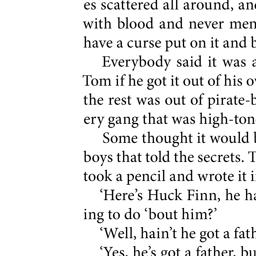 es scattered all around, an
with blood and never men
have a curse put on it and b
Everybody said it was a
Tom if he got it out of his o
the rest was out of pirate-b
ery gang that was high-ton
Some thought it would b
boys that told the secrets. T
took a pencil and wrote it i
‘Here’s Huck Finn, he ha
ing to do ‘bout him?’
‘Well, hain’t he got a fath
‘Yes, he’s got a father, bu